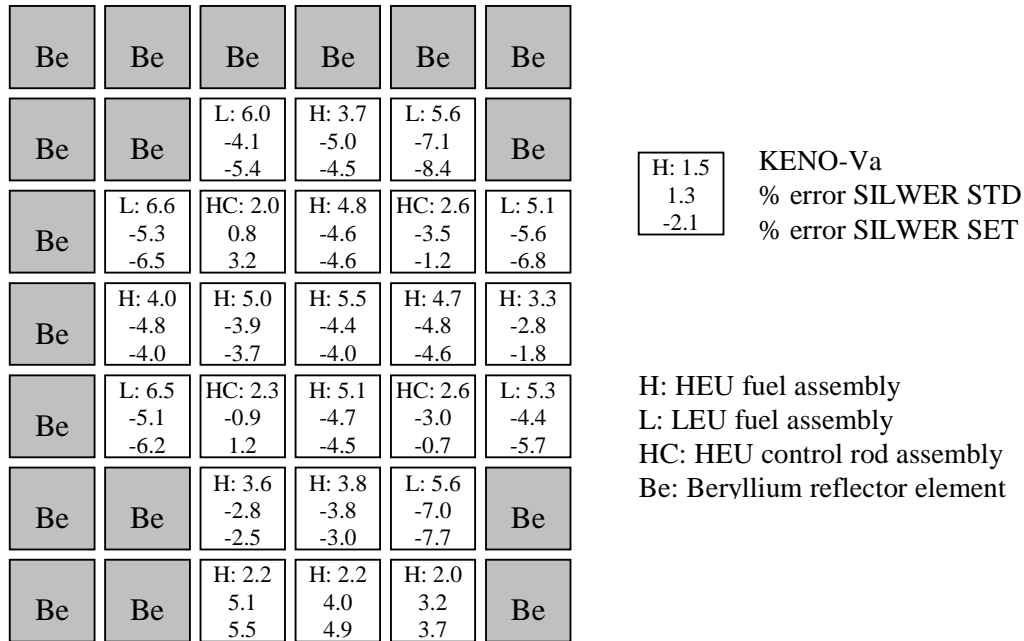 Be Be Be Be Be Be
Be Be L: 6.0 H: 3.7 L: 5.6 Be
-4.1 -5.0 -7.1
-5.4 -4.5 -8.4
Be L: 6.6 HC: 2.0 H: 4.8 HC: 2.6 L: 5.1
-5.3 0.8 -4.6 -3.5 -5.6
-6.5 3.2 -4.6 -1.2 -6.8
Be H: 4.0 H: 5.0 H: 5.5 H: 4.7 H: 3.3
-4.8 -3.9 -4.4 -4.8 -2.8
-4.0 -3.7 -4.0 -4.6 -1.8
Be L: 6.5 HC: 2.3 H: 5.1 HC: 2.6 L: 5.3
-5.1 -0.9 -4.7 -3.0 -4.4
-6.2 1.2 -4.5 -0.7 -5.7
Be Be H: 3.6 H: 3.8 L: 5.6 Be
-2.8 -3.8 -7.0
-2.5 -3.0 -7.7
Be Be H: 2.2 H: 2.2 H: 2.0 Be
5.1 4.0 3.2
5.5 4.9 3.7
H: 1.5 KENO-Va
1.3 % error SILWER STD
-2.1 % error SILWER SET
H: HEU fuel assembly
L: LEU fuel assembly
HC: HEU control rod assembly
Be: Beryllium reflector element